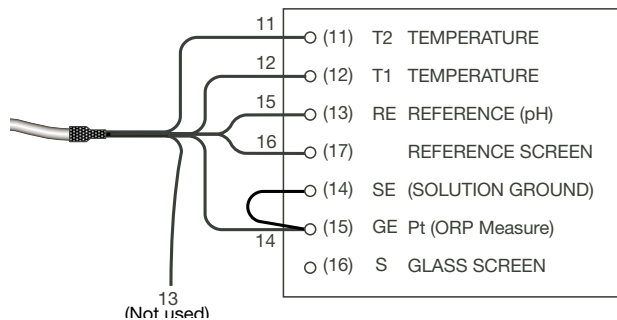 11 (11) T2 TEMPERATURE
12 (12) T1 TEMPERATURE
15 (13) RE REFERENCE (pH)
16 (17) REFERENCE SCREEN
(14) SE (SOLUTION GROUND)
14 (15) GE Pt (ORP Measure)
(16) S GLASS SCREEN
13
(Not used)